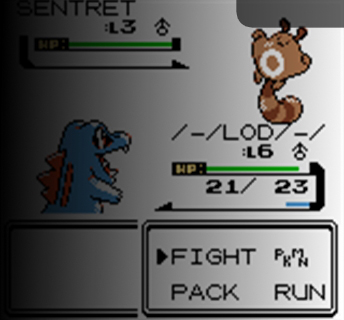 SENTRET
:L3 ♂
HP:
/-/LOD/-/
:L6 ♂
HP:
21/ 23
▶FIGHT PKMN
PACK RUN